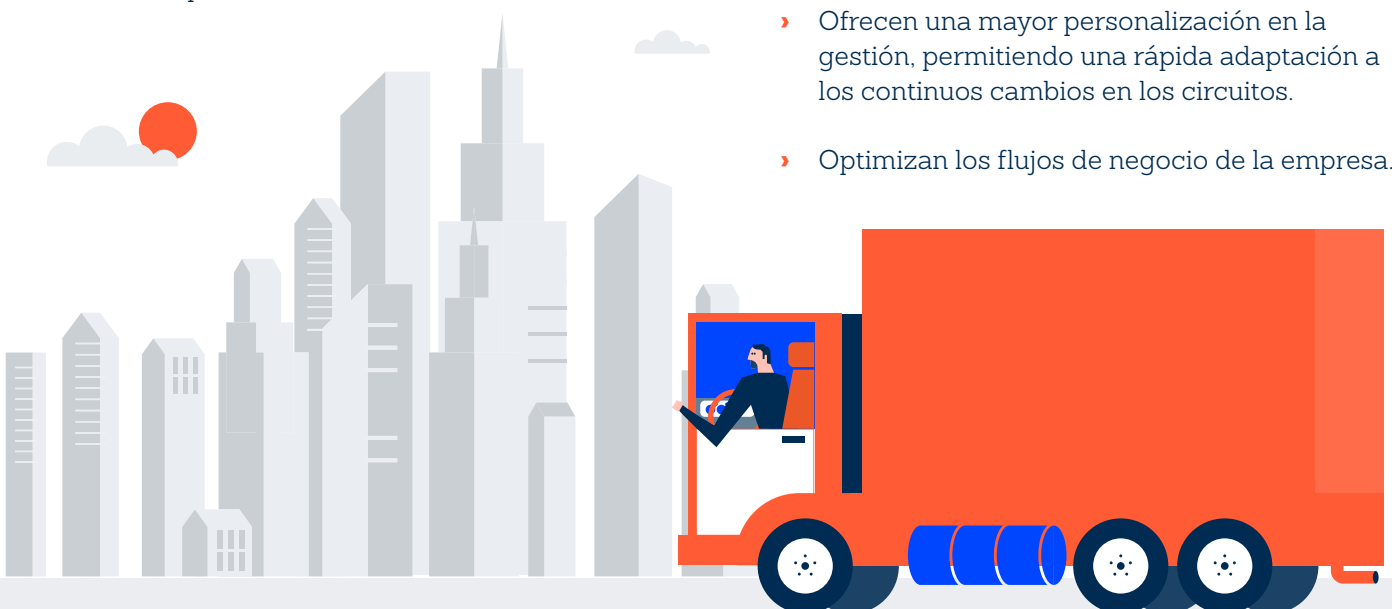 Ofrecen una mayor personalización en la
gestión, permitiendo una rápida adaptación a
los continuos cambios en los circuitos.
Optimizan los flujos de negocio de la empresa.